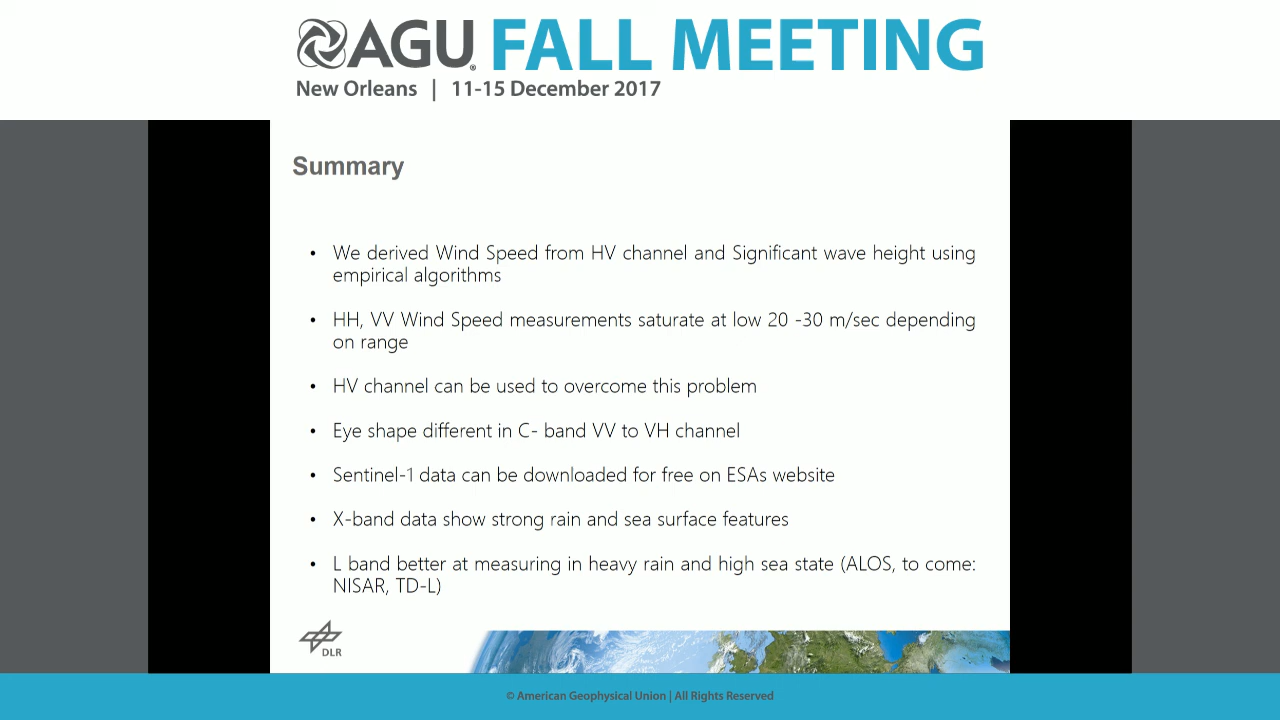 AGU FALL MEETING
New Orleans | 11-15 December 2017
Summary
• We derived Wind Speed from HV channel and Significant wave height using
empirical algorithms
• HH, VV Wind Speed measurements saturate at low 20 -30 m/sec depending
on range
• HV channel can be used to overcome this problem
• Eye shape different in C- band VV to VH channel
• Sentinel-1 data can be downloaded for free on ESAs website
• X-band data show strong rain and sea surface features
• L band better at measuring in heavy rain and high sea state (ALOS, to come:
NISAR, TD-L)
DLR
© American Geophysical Union | All Rights Reserved